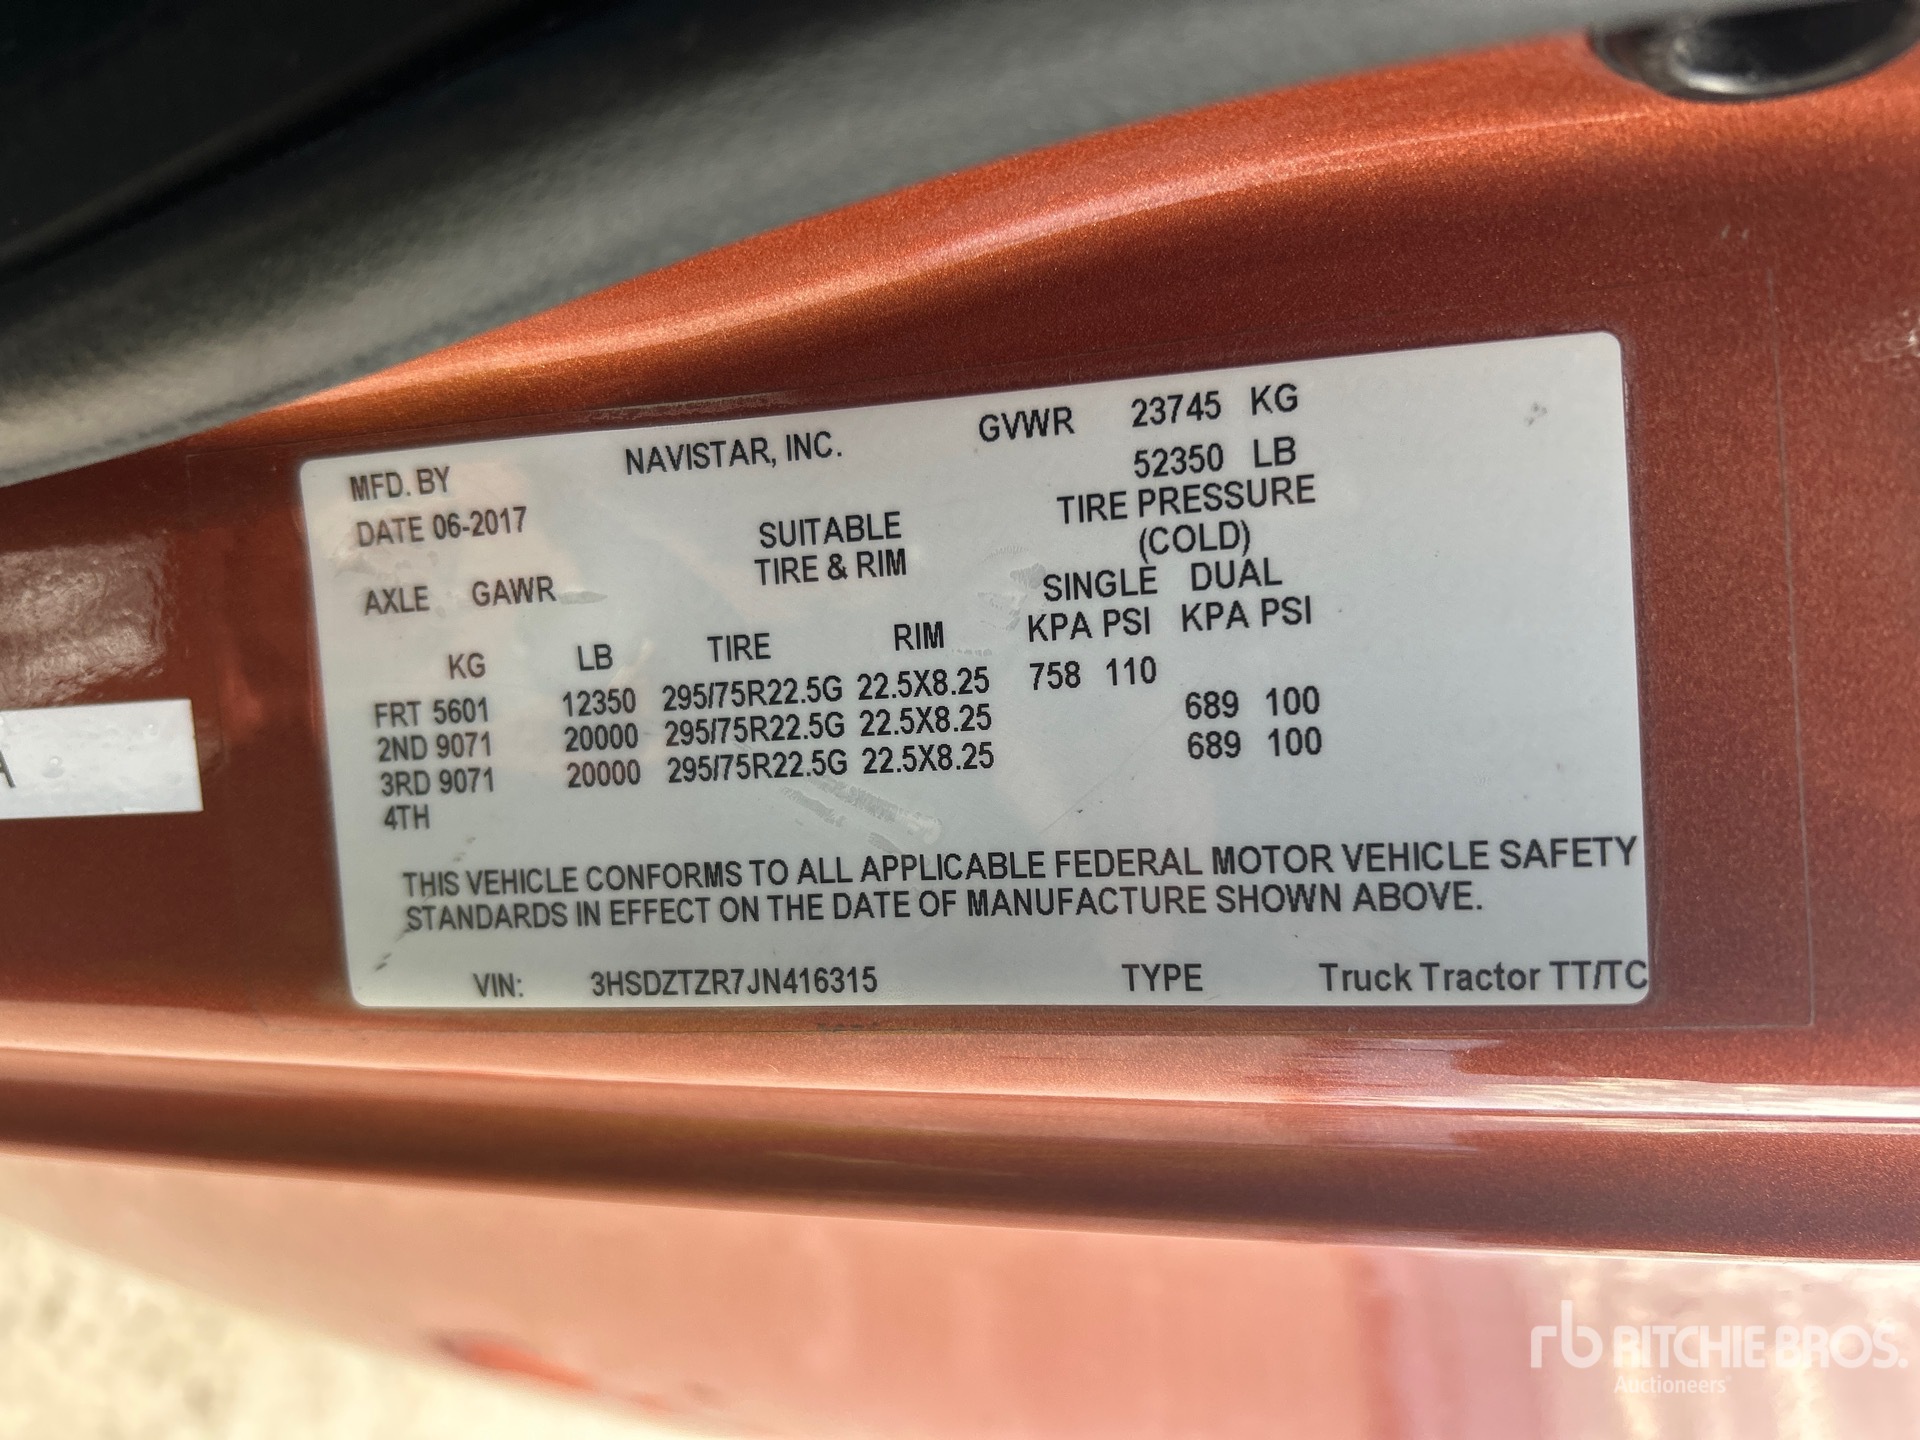 MFD. BY NAVISTAR, INC. GVWR 23745 KG
52350 LB
DATE 06-2017 SUITABLE TIRE PRESSURE
TIRE & RIM (COLD)
AXLE GAWR SINGLE DUAL
KG LB TIRE RIM KPA PSI KPA PSI
FRT 5601 12350 295/75R22.5G 22.5X8.25 758 110
2ND 9071 20000 295/75R22.5G 22.5X8.25 689 100
3RD 9071 20000 295/75R22.5G 22.5X8.25 689 100
4TH
THIS VEHICLE CONFORMS TO ALL APPLICABLE FEDERAL MOTOR VEHICLE SAFETY
STANDARDS IN EFFECT ON THE DATE OF MANUFACTURE SHOWN ABOVE.
VIN: 3HSDZTZR7JN416315 TYPE Truck Tractor TT/TC
A
rb RITCHIE BROS.
Auctioneers